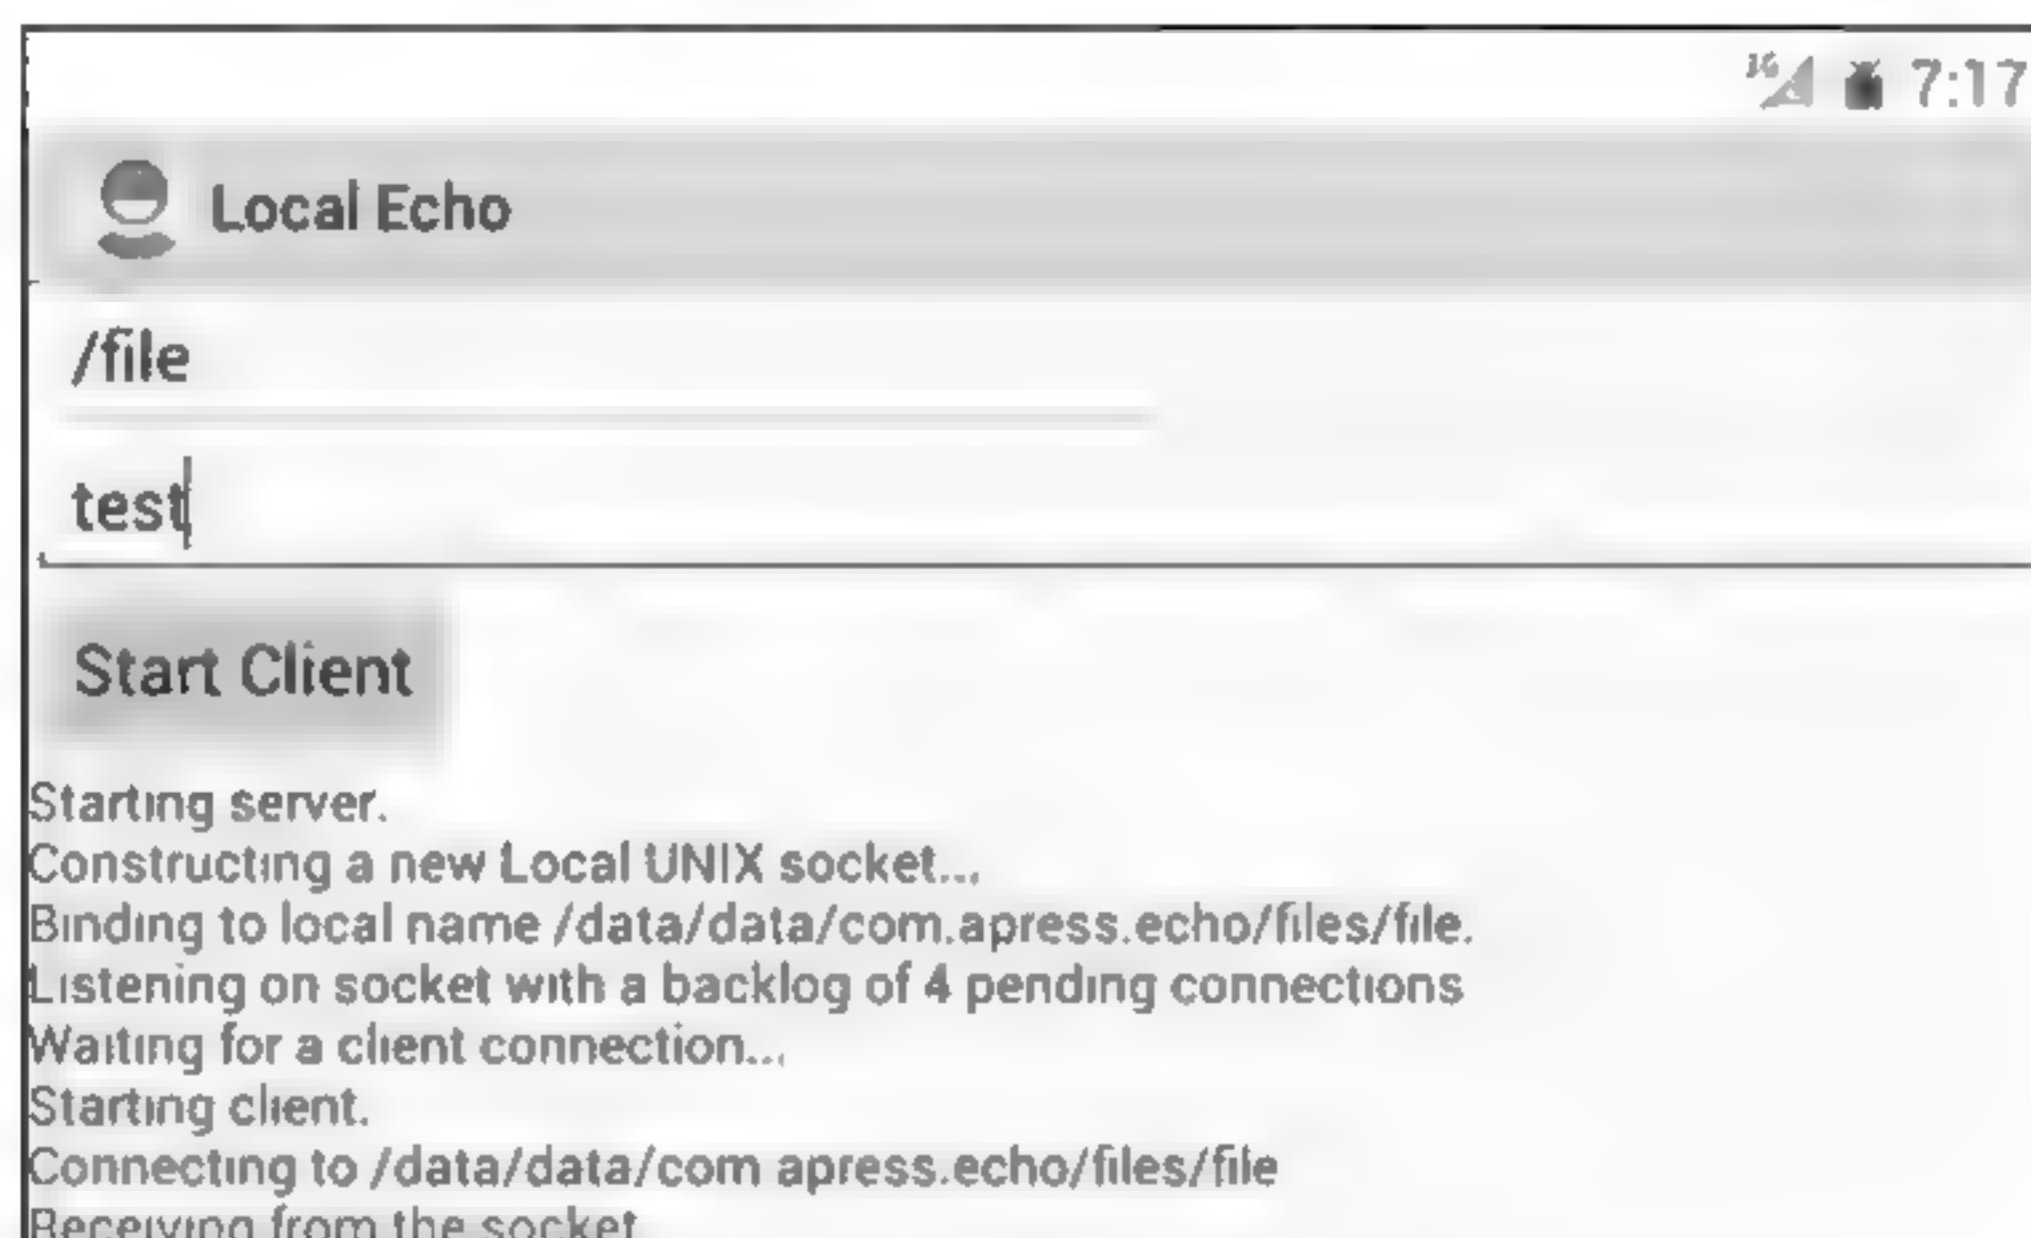 3G 7:17
Local Echo
/file
test
Start Client
Starting server.
Constructing a new Local UNIX socket...
Binding to local name /data/data/com.apress.echo/files/file.
Listening on socket with a backlog of 4 pending connections
Waiting for a client connection...
Starting client.
Connecting to /data/data/com apress.echo/files/file
Receiving from the socket